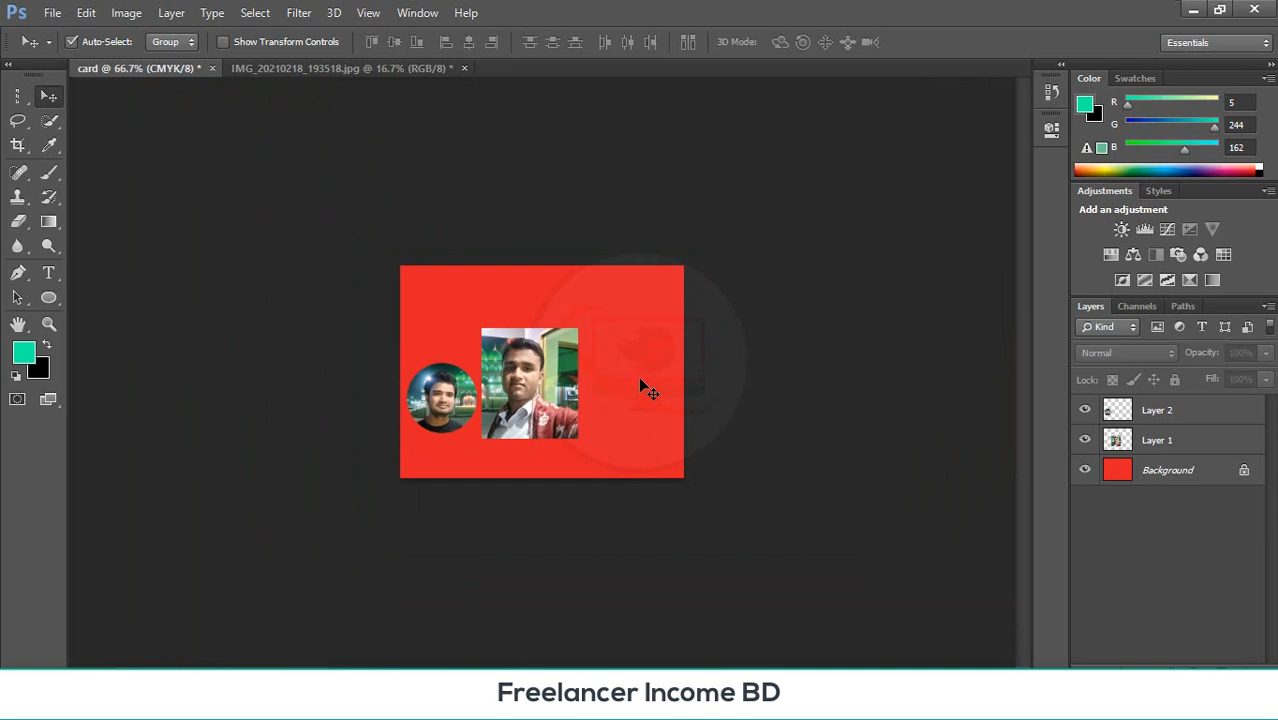 Ps File Edit Image Layer Type Select Filter 3D View Window Help
Auto-Select: Group Show Transform Controls 3D Mode: Essentials
card @ 66.7% (CMYK/8) * × IMG_20210218_193518.jpg @ 16.7% (RGB/8) * ×
Color Swatches
R 5
G 244
B 162
Adjustments Styles
Add an adjustment
Layers Channels Paths
Kind
Normal Opacity: 100%
Lock: Fill: 100%
Layer 2
Layer 1
Background
Freelancer Income BD